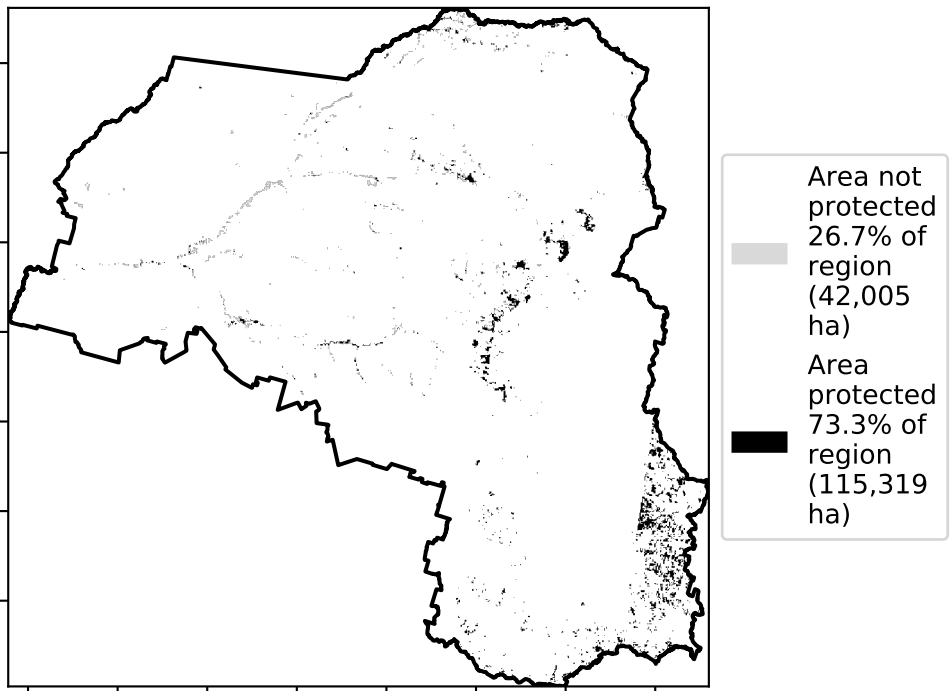 Area not
protected
26.7% of
region
(42,005
ha)
Area
protected
73.3% of
region
(115,319
ha)